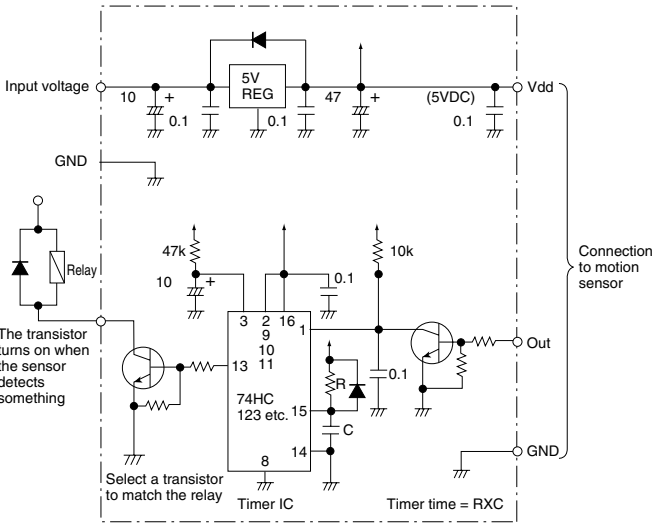 Input voltage
10
+
0.1
5V
REG
0.1
47
+
(5VDC)
0.1
Vdd
GND
Relay
47k
10
+
0.1
10k
Connection
to motion
sensor
3
2
16
9
10
11
1
13
74HC
123 etc.
15
14
8
R
C
0.1
Out
GND
The transistor
turns on when
the sensor
detects
something
Select a transistor
to match the relay
Timer IC
Timer time = RXC